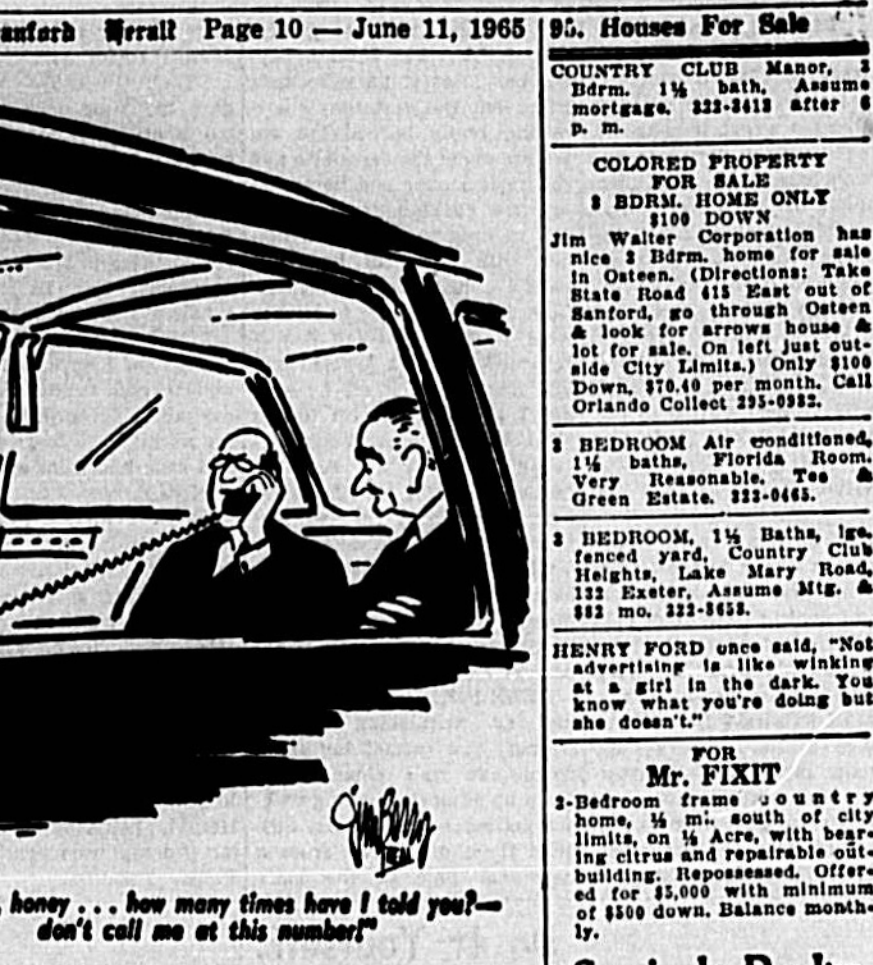 Sanford Herald Page 10 — June 11, 1965
honey . . . how many times have I told you?—
don't call me at this number!"
Jim Berry
NEA
95. Houses For Sale
COUNTRY CLUB Manor, 3
Bdrm. 1½ bath, Assume
mortgage. 322-3413 after 6
p. m.
COLORED PROPERTY
FOR SALE
3 BDRM. HOME ONLY
$100 DOWN
Jim Walter Corporation has
nice 3 Bdrm. home for sale
in Osteen. (Directions: Take
State Road 415 East out of
Sanford, go through Osteen
& look for arrows house &
lot for sale. On left just out-
side City Limits.) Only $100
Down, $70.40 per month. Call
Orlando Collect 295-0982.
3 BEDROOM Air conditioned,
1½ baths, Florida Room.
Very Reasonable. Tee &
Green Estate. 323-0465.
3 BEDROOM, 1½ Baths, lge.
fenced yard, Country Club
Heights, Lake Mary Road,
132 Exeter, Assume Mtg. &
$82 mo. 322-3658.
HENRY FORD once said, "Not
advertising is like winking
at a girl in the dark. You
know what you're doing but
she doesn't."
FOR
Mr. FIXIT
2-Bedroom frame country
home, ½ mi. south of city
limits, on ½ Acre, with bear-
ing citrus and repairable out-
building. Repossessed. Offer-
ed for $5,000 with minimum
of $500 down. Balance month-
ly.